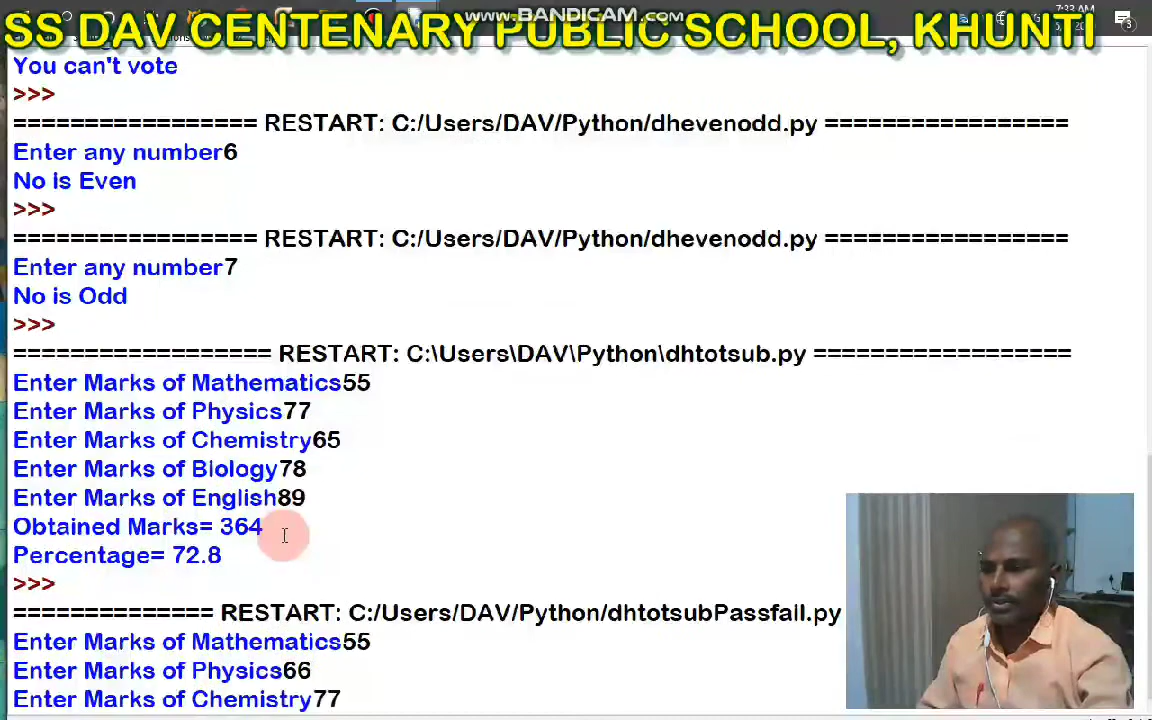 www.BANDICAM.com
7:33 AM
SS DAV CENTENARY PUBLIC SCHOOL, KHUNTI
You can't vote
>>>
================= RESTART: C:/Users/DAV/Python/dhevenodd.py =================
Enter any number6
No is Even
>>>
================= RESTART: C:/Users/DAV/Python/dhevenodd.py =================
Enter any number7
No is Odd
>>>
================== RESTART: C:\Users\DAV\Python\dhtotsub.py ==================
Enter Marks of Mathematics55
Enter Marks of Physics77
Enter Marks of Chemistry65
Enter Marks of Biology78
Enter Marks of English89
Obtained Marks= 364
Percentage= 72.8
>>>
============== RESTART: C:/Users/DAV/Python/dhtotsubPassfail.py
Enter Marks of Mathematics55
Enter Marks of Physics66
Enter Marks of Chemistry77